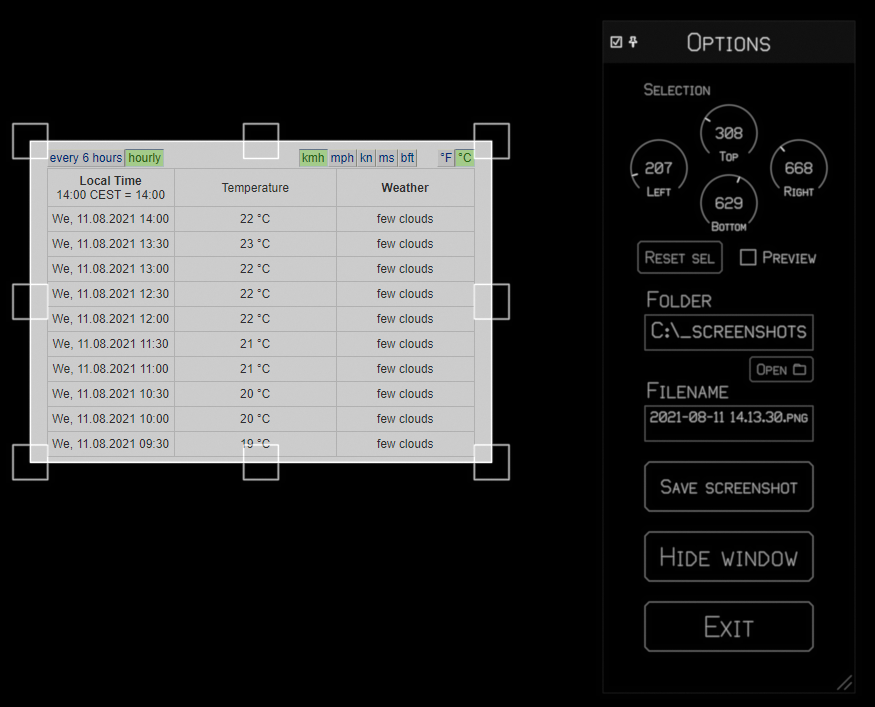 every 6 hours hourly kmh mph kn ms bft °F °C
Local Time
14:00 CEST = 14:00
Temperature
Weather
We, 11.08.2021 14:00 22 °C few clouds
We, 11.08.2021 13:30 23 °C few clouds
We, 11.08.2021 13:00 22 °C few clouds
We, 11.08.2021 12:30 22 °C few clouds
We, 11.08.2021 12:00 22 °C few clouds
We, 11.08.2021 11:30 21 °C few clouds
We, 11.08.2021 11:00 21 °C few clouds
We, 11.08.2021 10:30 20 °C few clouds
We, 11.08.2021 10:00 20 °C few clouds
We, 11.08.2021 09:30 19 °C few clouds
Options
Selection
308
Top
207
Left
668
Right
629
Bottom
Reset sel
Preview
Folder
C:\_screenshots
Open
Filename
2021-08-11 14.13.30.png
Save screenshot
Hide window
Exit